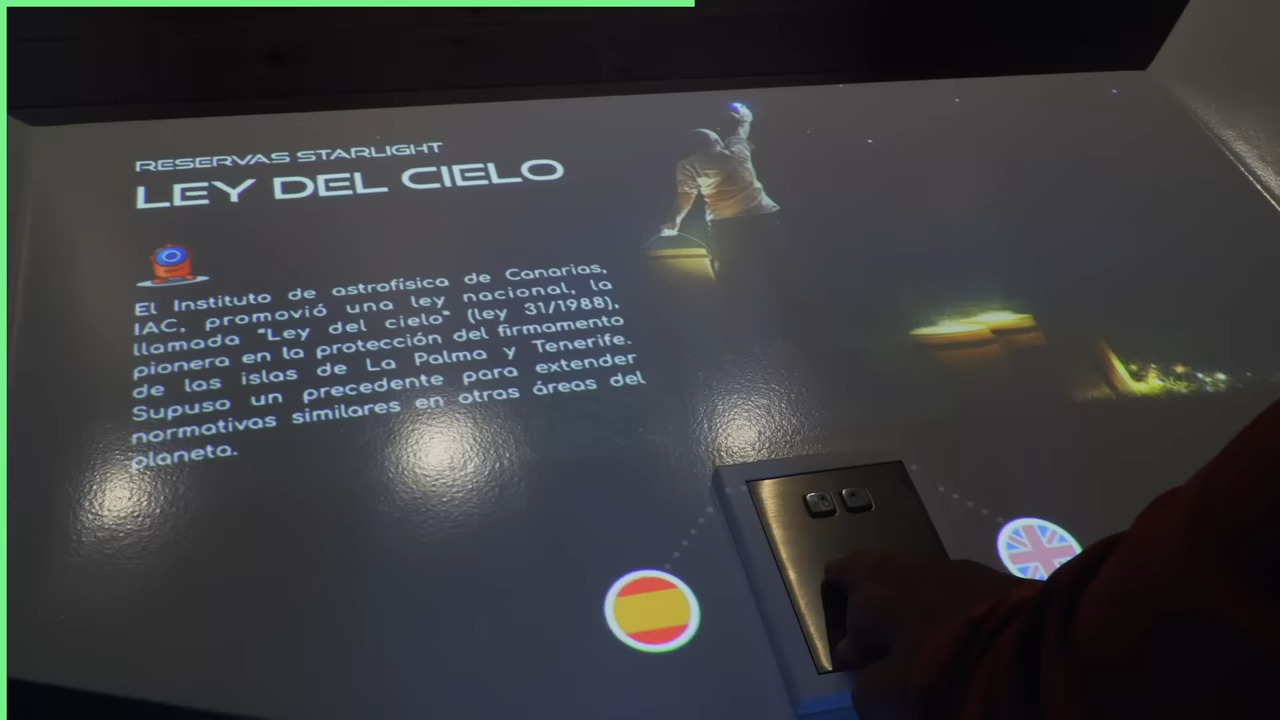 RESERVAS STARLIGHT
LEY DEL CIELO
El Instituto de astrofísica de Canarias,
IAC, promovió una ley nacional, la
llamada "Ley del cielo" (ley 31/1988),
pionera en la protección del firmamento
de las islas de La Palma y Tenerife.
Supuso un precedente para extender
normativas similares en otras áreas del
planeta.